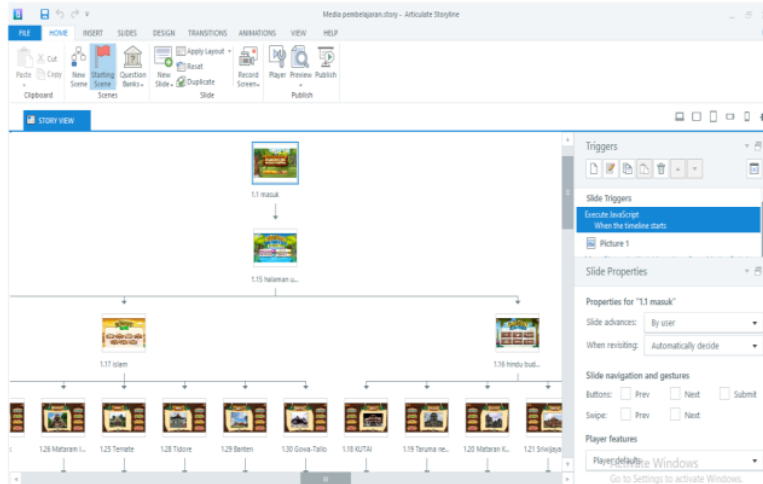 Media pembelajaran.story - Articulate Storyline
FILE HOME INSERT SLIDES DESIGN TRANSITIONS ANIMATIONS VIEW HELP
Paste
Cut
Copy
Clipboard
New Scene
Starting Scene
Question Banks
Scenes
New Slide
Apply Layout
Reset
Duplicate
Slide
Record Screen
Player
Preview
Publish
Publish
STORY VIEW
1.1 masuk
1.15 halaman u...
1.17 islam
1.16 hindu bud...
1.26 Mataram I...
1.25 Ternate
1.28 Tidore
1.29 Banten
1.30 Gowa-Tallo
1.18 KUTAI
1.19 Taruma ne...
1.20 Mataram K...
1.21 Sriwijaya
Triggers
Slide Triggers
Execute JavaScript
When the timeline starts
Picture 1
Slide Properties
Properties for "1.1 masuk"
Slide advances: By user
When revisiting: Automatically decide
Slide navigation and gestures
Buttons: Prev Next Submit
Swipe: Prev Next
Player features
Player defaults
Activate Windows
Go to Settings to activate Windows.